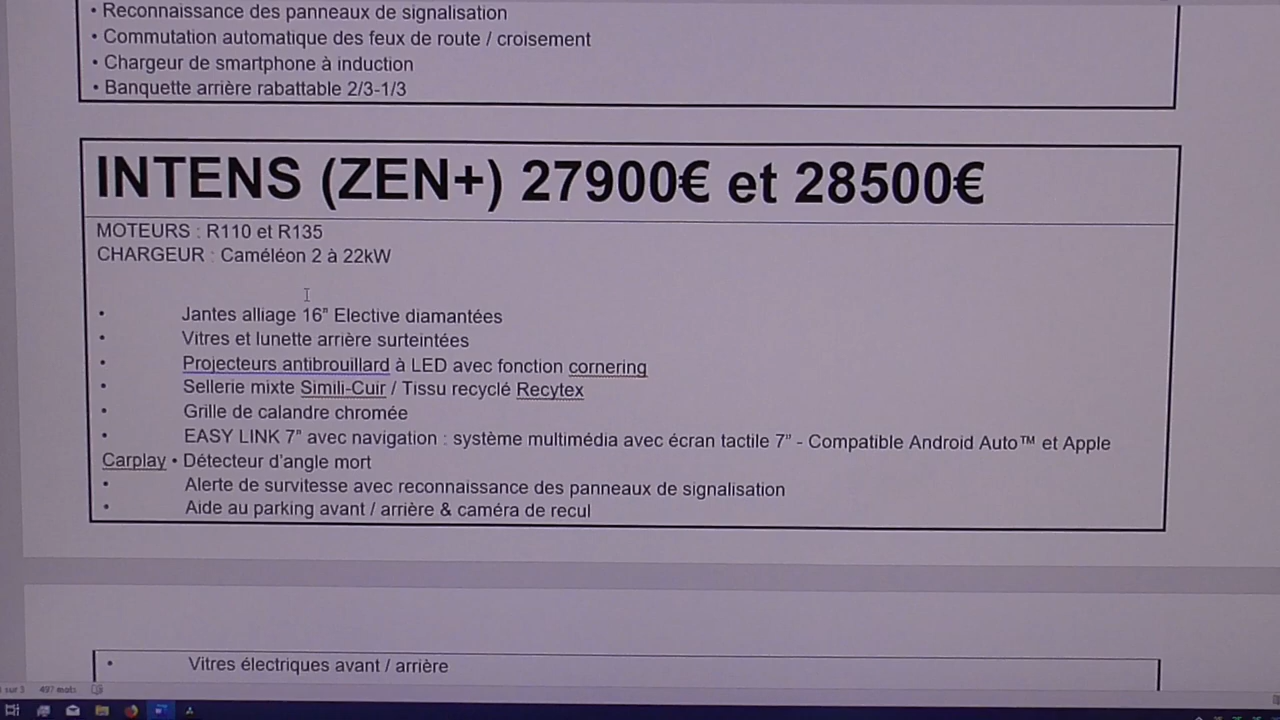 • Reconnaissance des panneaux de signalisation
• Commutation automatique des feux de route / croisement
• Chargeur de smartphone à induction
• Banquette arrière rabattable 2/3-1/3
INTENS (ZEN+) 27900€ et 28500€
MOTEURS : R110 et R135
CHARGEUR : Caméléon 2 à 22kW
• Jantes alliage 16” Elective diamantées
• Vitres et lunette arrière surteintées
• Projecteurs antibrouillard à LED avec fonction cornering
• Sellerie mixte Simili-Cuir / Tissu recyclé Recytex
• Grille de calandre chromée
• EASY LINK 7” avec navigation : système multimédia avec écran tactile 7” - Compatible Android Auto™ et Apple
Carplay • Détecteur d’angle mort
• Alerte de survitesse avec reconnaissance des panneaux de signalisation
• Aide au parking avant / arrière & caméra de recul
• Vitres électriques avant / arrière
sur 3 497 mots